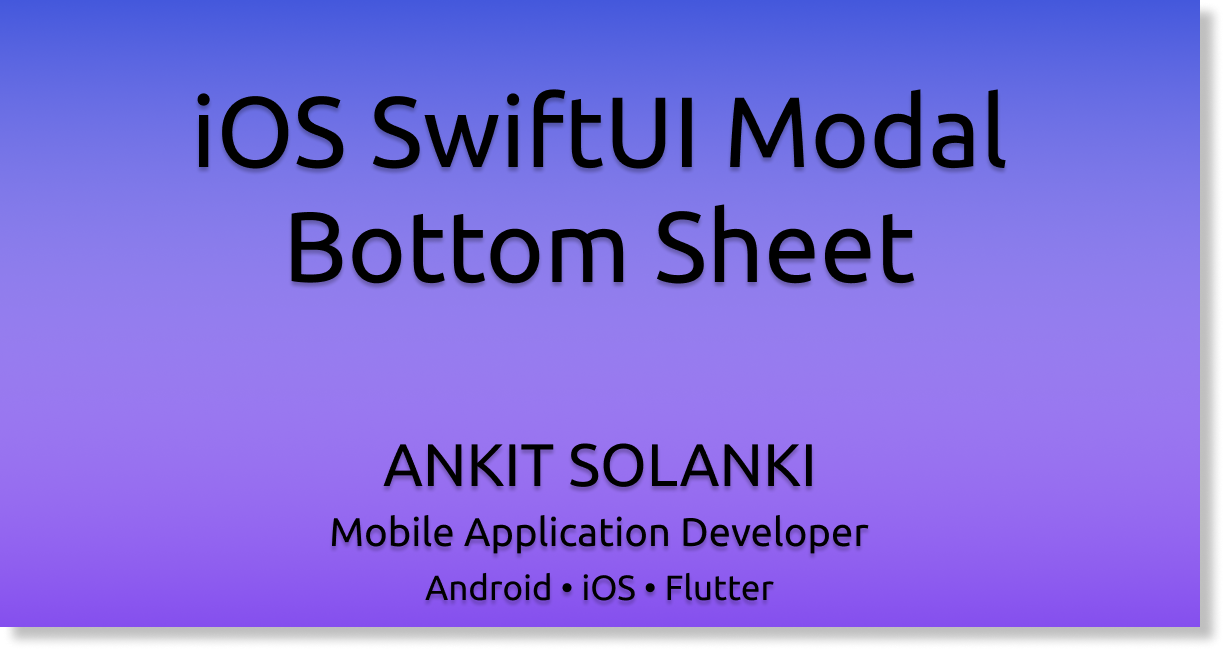 iOS SwiftUI Modal
Bottom Sheet
ANKIT SOLANKI
Mobile Application Developer
Android • iOS • Flutter